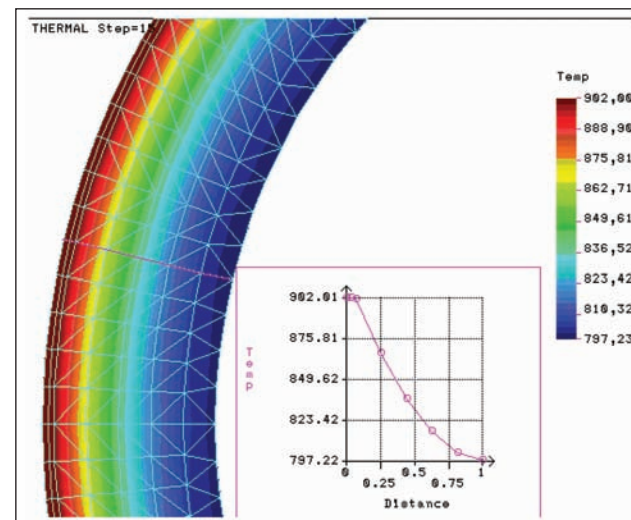 THERMAL Step=1
Temp
902,00
888,90
875,81
862,71
849,61
836,52
823,42
810,32
797,23
902.01
875.81
849.62
823.42
797.22
Temp
0 0.25 0.5 0.75 1
Distance